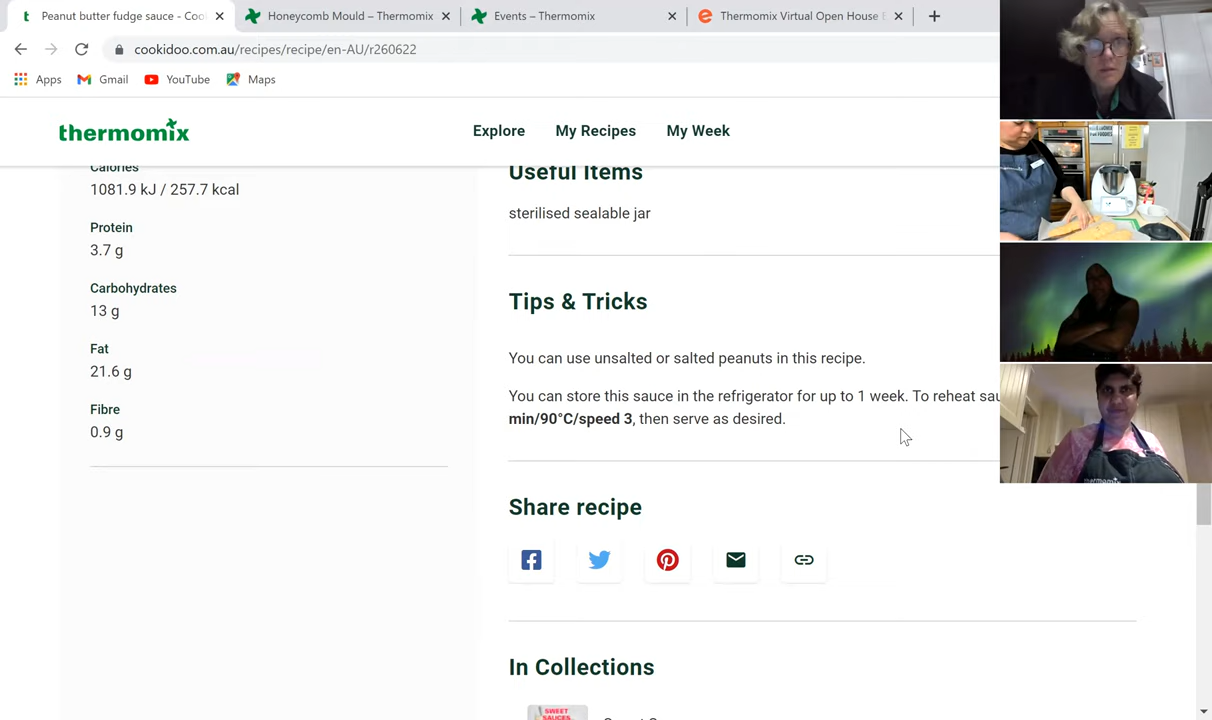 Peanut butter fudge sauce - Coo
Honeycomb Mould – Thermomix
Events – Thermomix
Thermomix Virtual Open House
cookidoo.com.au/recipes/recipe/en-AU/r260622
Apps
Gmail
YouTube
Maps
thermomix
Explore
My Recipes
My Week
Calories
1081.9 kJ / 257.7 kcal
Protein
3.7 g
Carbohydrates
13 g
Fat
21.6 g
Fibre
0.9 g
Useful Items
sterilised sealable jar
Tips & Tricks
You can use unsalted or salted peanuts in this recipe.
You can store this sauce in the refrigerator for up to 1 week. To reheat sau
min/90°C/speed 3, then serve as desired.
Share recipe
In Collections
SWEET
SAUCES
thermomix